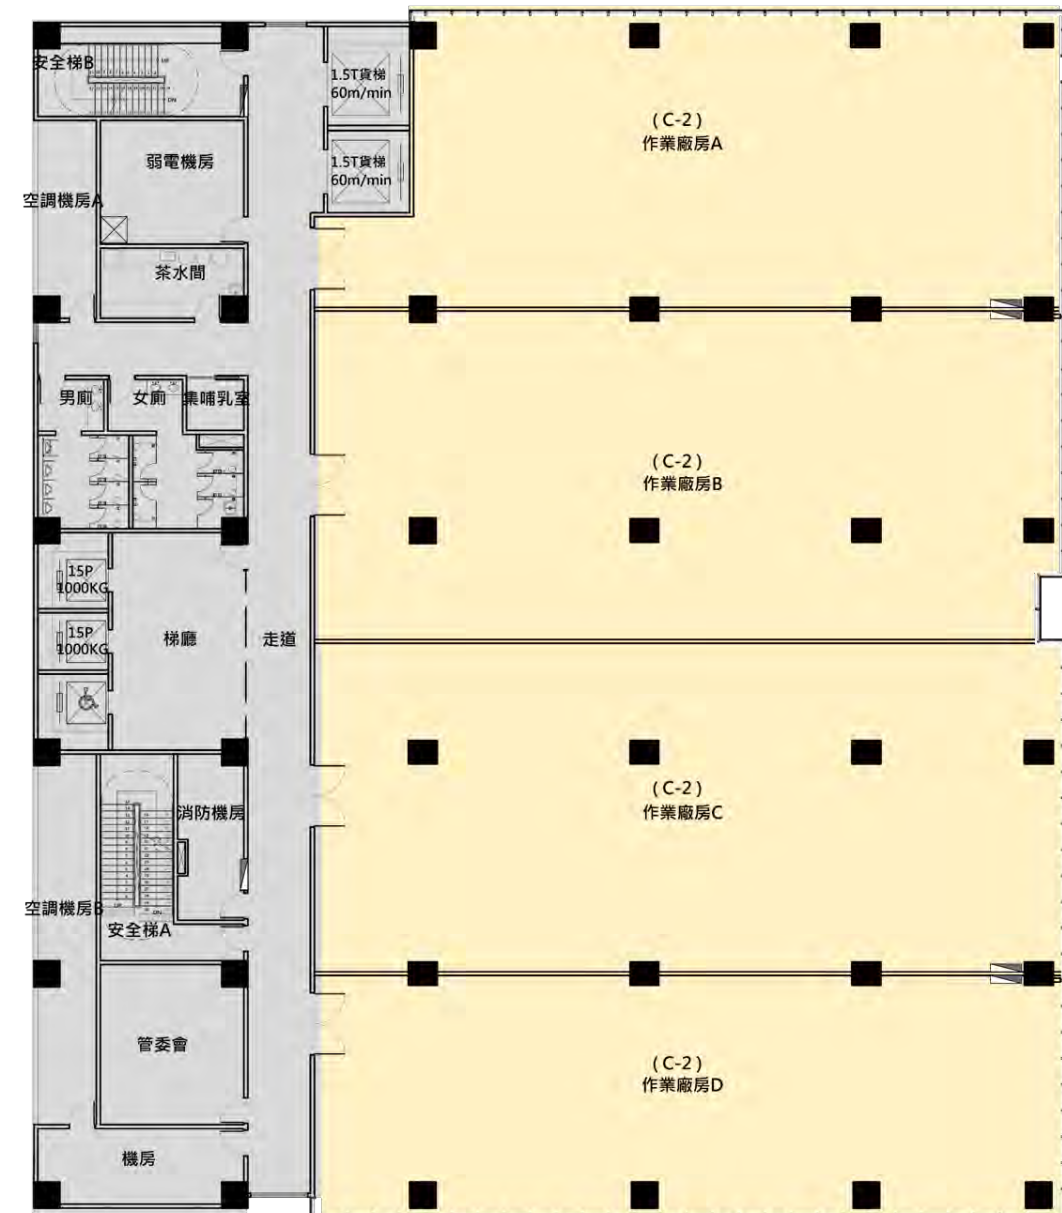 安全梯B
1.5T貨梯
60m/min
(C-2)
作業廠房A
弱電機房
1.5T貨梯
60m/min
空調機房A
茶水間
男廁
女廁
集哺乳室
(C-2)
作業廠房B
15P
1000KG
15P
1000KG
梯廳
走道
(C-2)
作業廠房C
消防機房
空調機房B
安全梯A
管委會
(C-2)
作業廠房D
機房